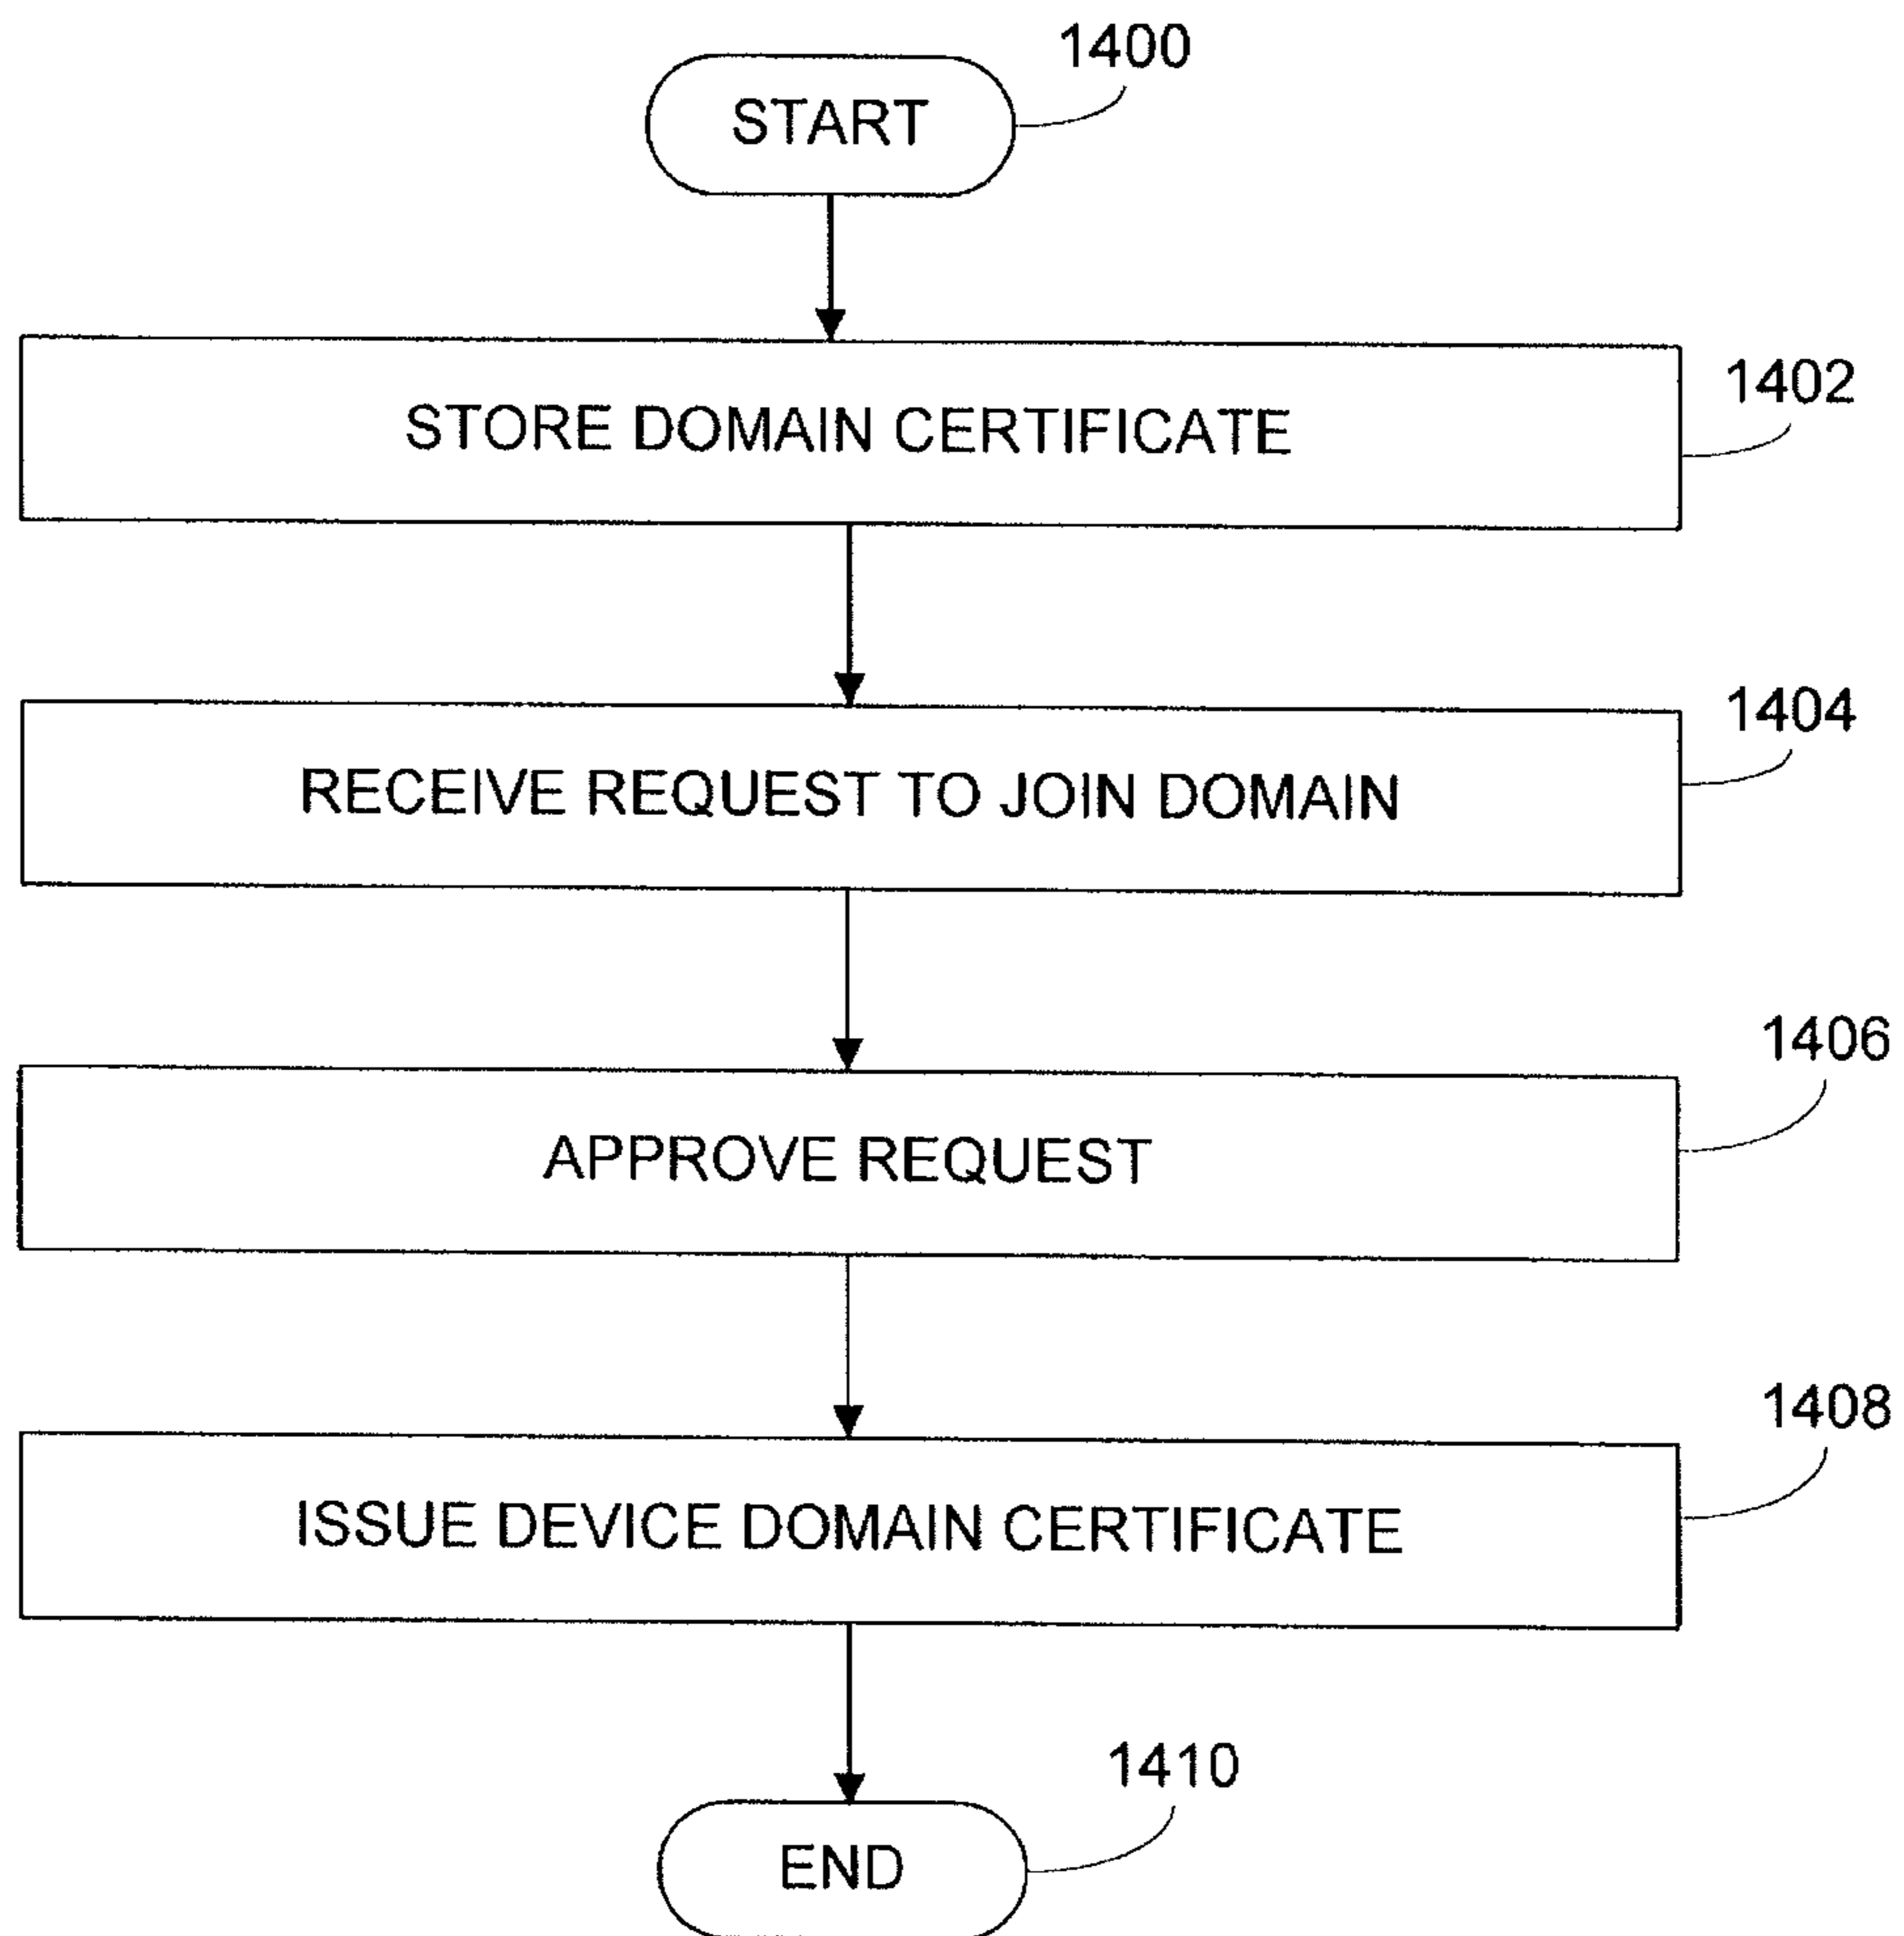 1400
START
1402
STORE DOMAIN CERTIFICATE
1404
RECEIVE REQUEST TO JOIN DOMAIN
1406
APPROVE REQUEST
1408
ISSUE DEVICE DOMAIN CERTIFICATE
1410
END